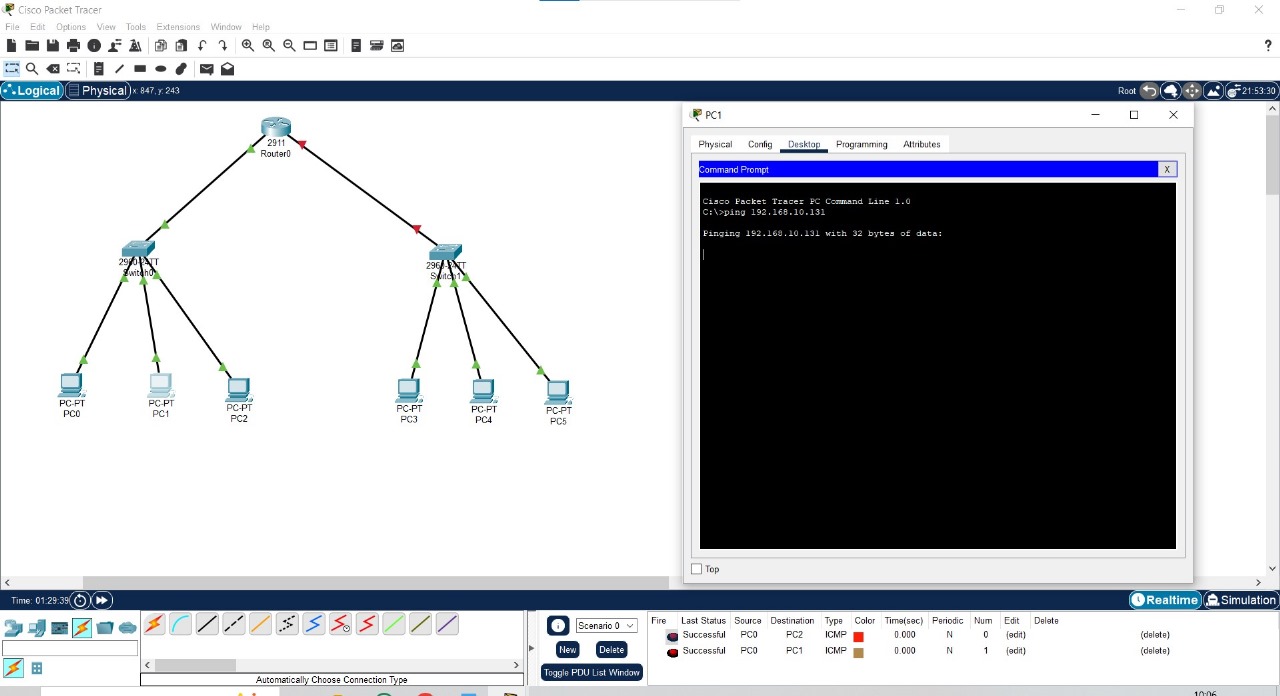 Cisco Packet Tracer
File Edit Options View Tools Extensions Window Help
?
Logical Physical x: 847, y: 243
Root 21:53:30
2911
Router0
2960-24TT
Switch0
2960-24TT
Switch1
PC-PT
PC0
PC-PT
PC1
PC-PT
PC2
PC-PT
PC3
PC-PT
PC4
PC-PT
PC5
PC1
Physical Config Desktop Programming Attributes
Command Prompt X
Cisco Packet Tracer PC Command Line 1.0
C:\>ping 192.168.10.131
Pinging 192.168.10.131 with 32 bytes of data:
Top
Time: 01:29:39
Realtime Simulation
Automatically Choose Connection Type
Scenario 0
New Delete
Toggle PDU List Window
Fire Last Status Source Destination Type Color Time(sec) Periodic Num Edit Delete
Successful PC0 PC2 ICMP 0.000 N 0 (edit) (delete)
Successful PC0 PC1 ICMP 0.000 N 1 (edit) (delete)
10:06